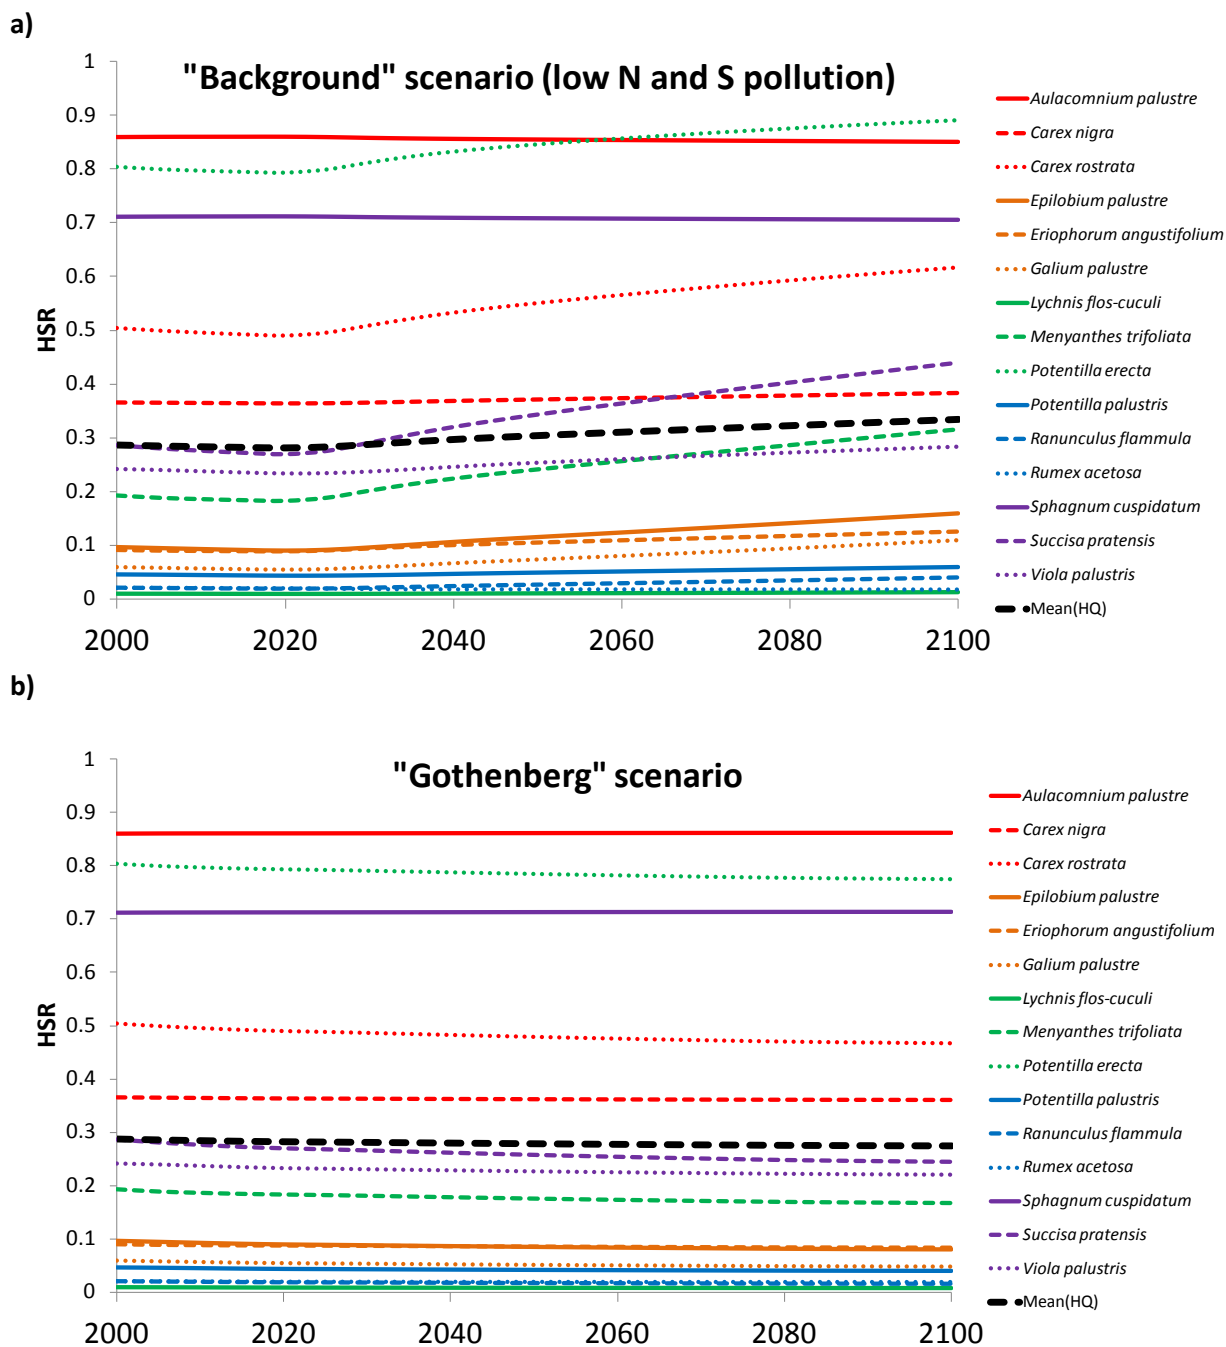 a)
"Background" scenario (low N and S pollution)
HSR
1
0.9
0.8
0.7
0.6
0.5
0.4
0.3
0.2
0.1
0
2000 2020 2040 2060 2080 2100
Aulacomnium palustre
Carex nigra
Carex rostrata
Epilobium palustre
Eriophorum angustifolium
Galium palustre
Lychnis flos-cuculi
Menyanthes trifoliata
Potentilla erecta
Potentilla palustris
Ranunculus flammula
Rumex acetosa
Sphagnum cuspidatum
Succisa pratensis
Viola palustris
Mean(HQ)
b)
"Gothenberg" scenario
HSR
1
0.9
0.8
0.7
0.6
0.5
0.4
0.3
0.2
0.1
0
2000 2020 2040 2060 2080 2100
Aulacomnium palustre
Carex nigra
Carex rostrata
Epilobium palustre
Eriophorum angustifolium
Galium palustre
Lychnis flos-cuculi
Menyanthes trifoliata
Potentilla erecta
Potentilla palustris
Ranunculus flammula
Rumex acetosa
Sphagnum cuspidatum
Succisa pratensis
Viola palustris
Mean(HQ)